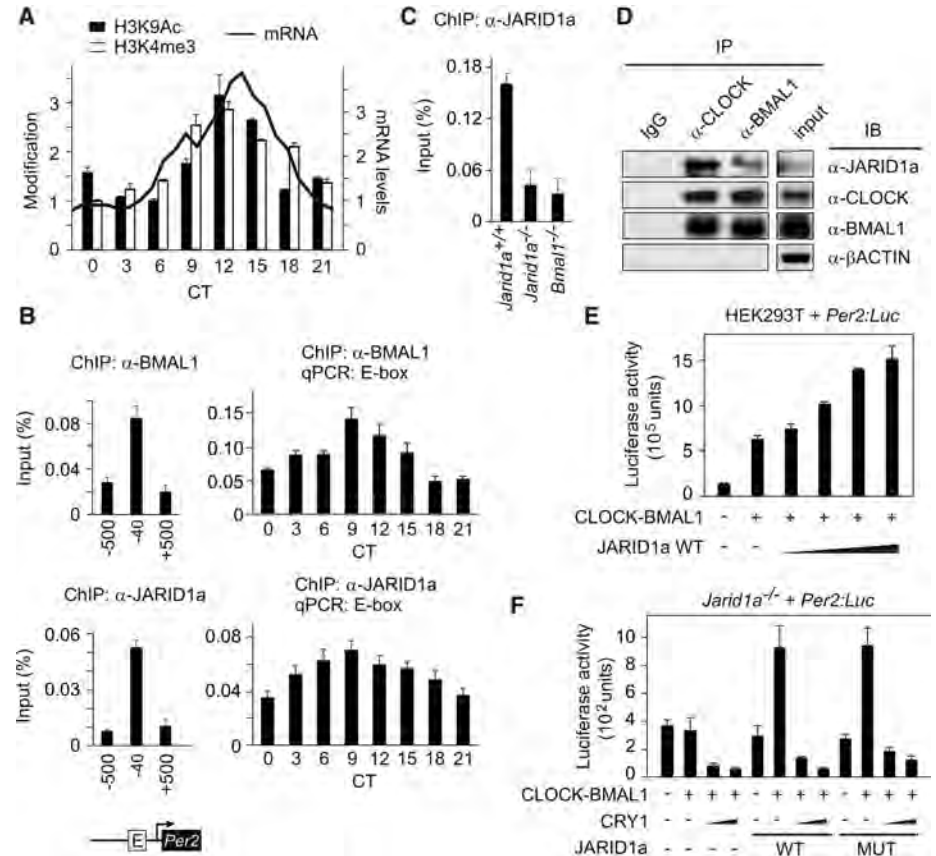 A
H3K9Ac
H3K4me3
mRNA
Modification
3
2
1
0
mRNA levels
3
2
1
0
0 3 6 9 12 15 18 21
CT
B
ChIP: α-BMAL1
Input (%)
0.08
0.04
0
-500 -40 +500
ChIP: α-BMAL1
qPCR: E-box
0.15
0.10
0.05
0
0 3 6 9 12 15 18 21
CT
ChIP: α-JARID1a
Input (%)
0.06
0.03
0
-500 -40 +500
ChIP: α-JARID1a
qPCR: E-box
0.08
0.04
0
0 3 6 9 12 15 18 21
CT
E Per2
C
ChIP: α-JARID1a
Input (%)
0.18
0.12
0.06
0
Jarid1a+/+
Jarid1a-/-
Bmal1-/-
D
IP
IgG
α-CLOCK
α-BMAL1
input
IB
α-JARID1a
α-CLOCK
α-BMAL1
α-βACTIN
E
HEK293T + Per2:Luc
Luciferase activity
(10⁵ units)
15
10
5
0
CLOCK-BMAL1 - + + + + +
JARID1a WT - -
F
Jarid1a-/- + Per2:Luc
Luciferase activity
(10² units)
10
8
4
2
0
CLOCK-BMAL1 - + + + - + + + - + + +
CRY1 - - - - - -
JARID1a - - - - WT MUT